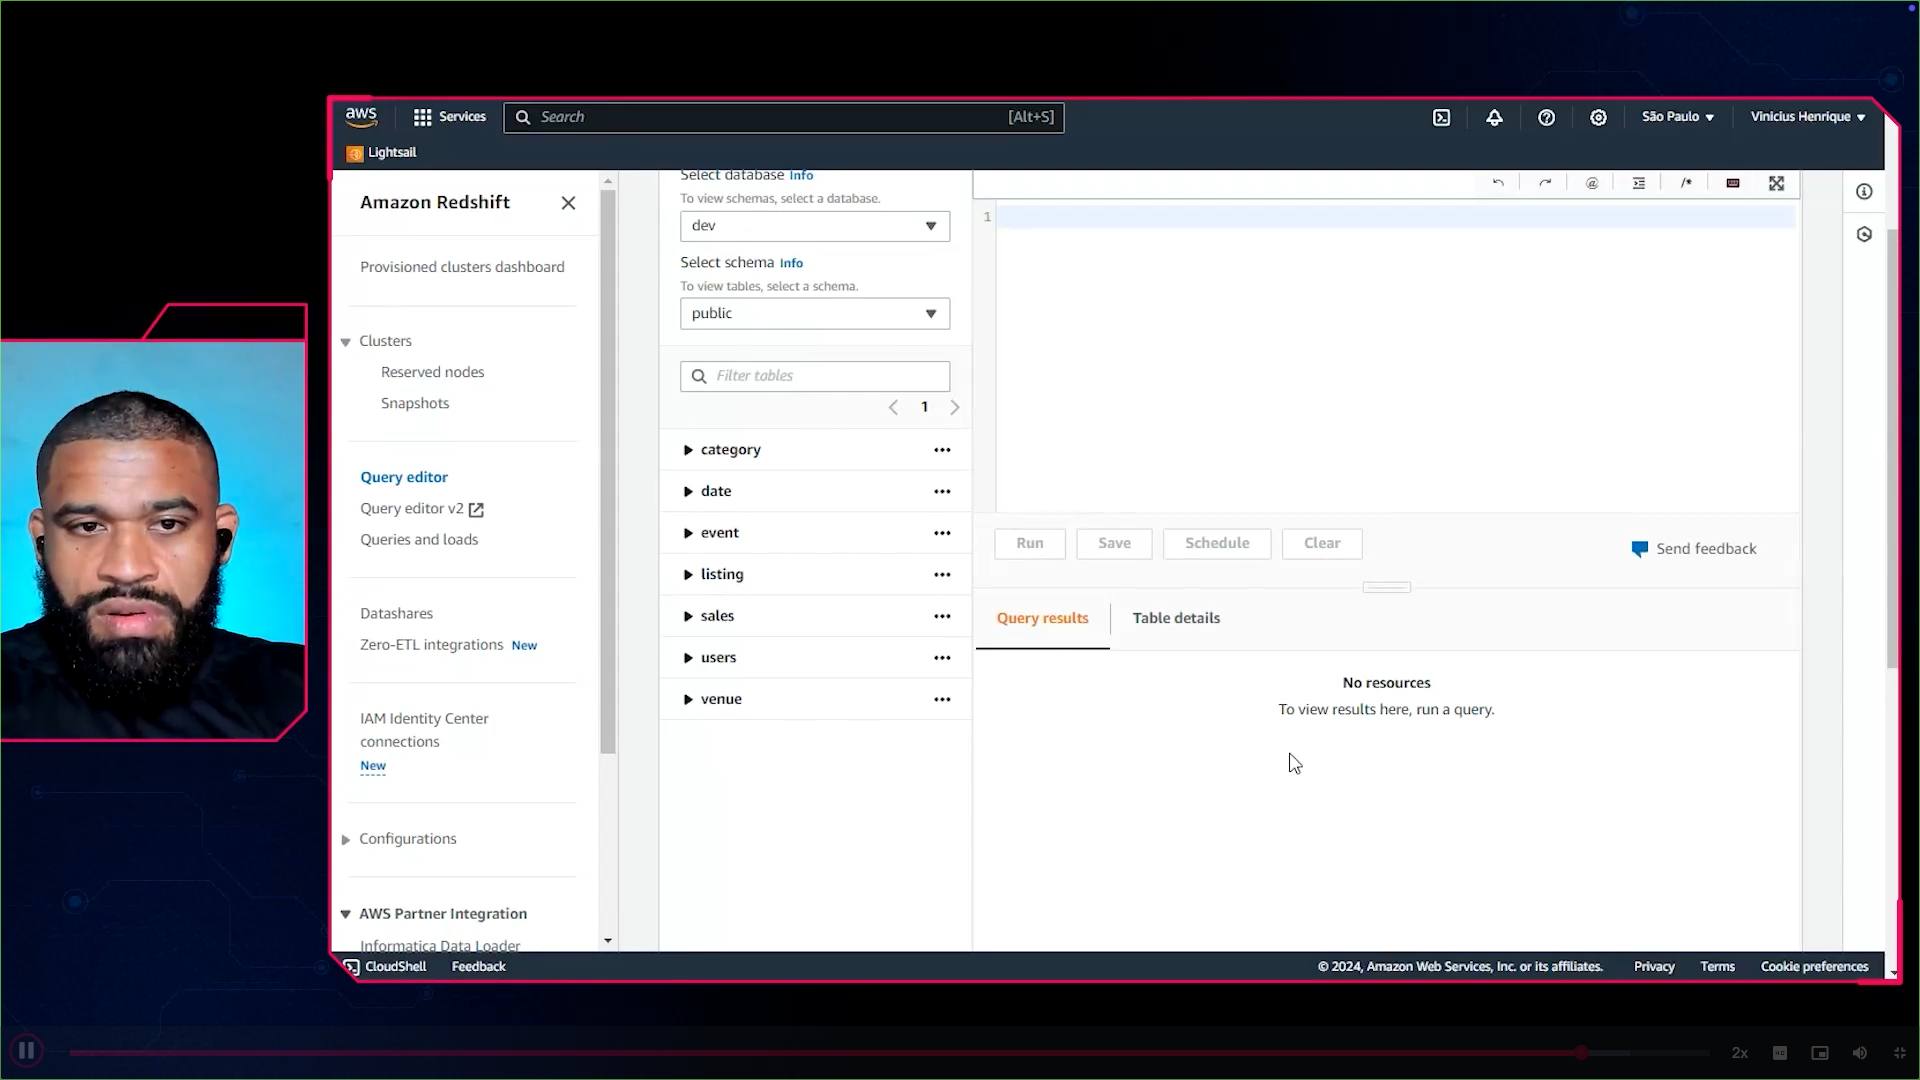 aws
Services
Search
[Alt+S]
São Paulo
Vinicius Henrique
Lightsail
Amazon Redshift
Provisioned clusters dashboard
Clusters
Reserved nodes
Snapshots
Query editor
Query editor v2
Queries and loads
Datashares
Zero-ETL integrations New
IAM Identity Center
connections
New
Configurations
AWS Partner Integration
Informatica Data Loader
Select database Info
To view schemas, select a database.
dev
Select schema Info
To view tables, select a schema.
public
Filter tables
1
category
date
event
listing
sales
users
venue
1
Run
Save
Schedule
Clear
Send feedback
Query results
Table details
No resources
To view results here, run a query.
CloudShell
Feedback
© 2024, Amazon Web Services, Inc. or its affiliates.
Privacy
Terms
Cookie preferences
2x